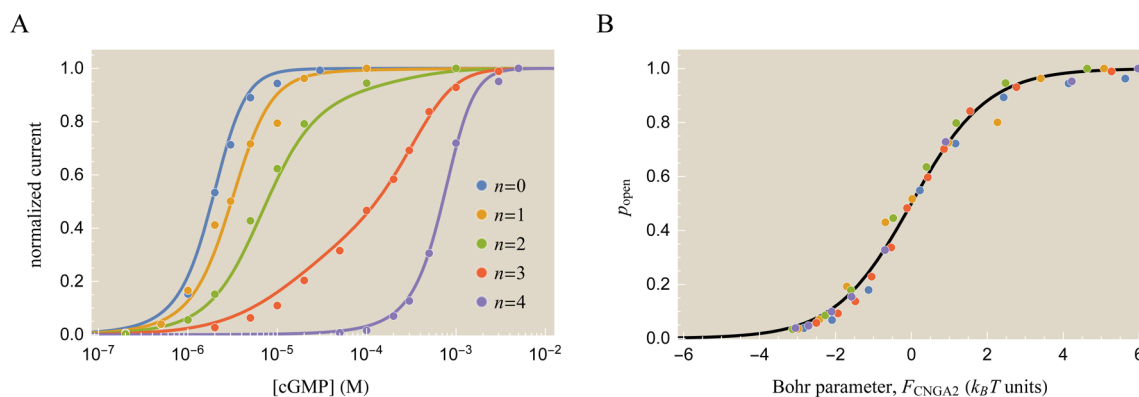 A
normalized current
1.0
0.8
0.6
0.4
0.2
0.0
10⁻⁷
10⁻⁶
10⁻⁵
10⁻⁴
10⁻³
10⁻²
[cGMP] (M)
n=0
n=1
n=2
n=3
n=4
B
p_open
1.0
0.8
0.6
0.4
0.2
0.0
-6
-4
-2
0
2
4
6
Bohr parameter, F_CNGA2 (k_BT units)